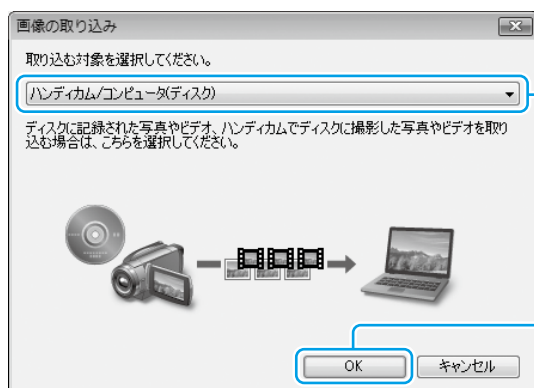 画像の取り込み
取り込む対象を選択してください。
ハンディカム/コンピュータ(ディスク)
ディスクに記録された写真やビデオ、ハンディカムでディスクに撮影した写真やビデオを取り
込む場合は、こちらを選択してください。
OK
キャンセル